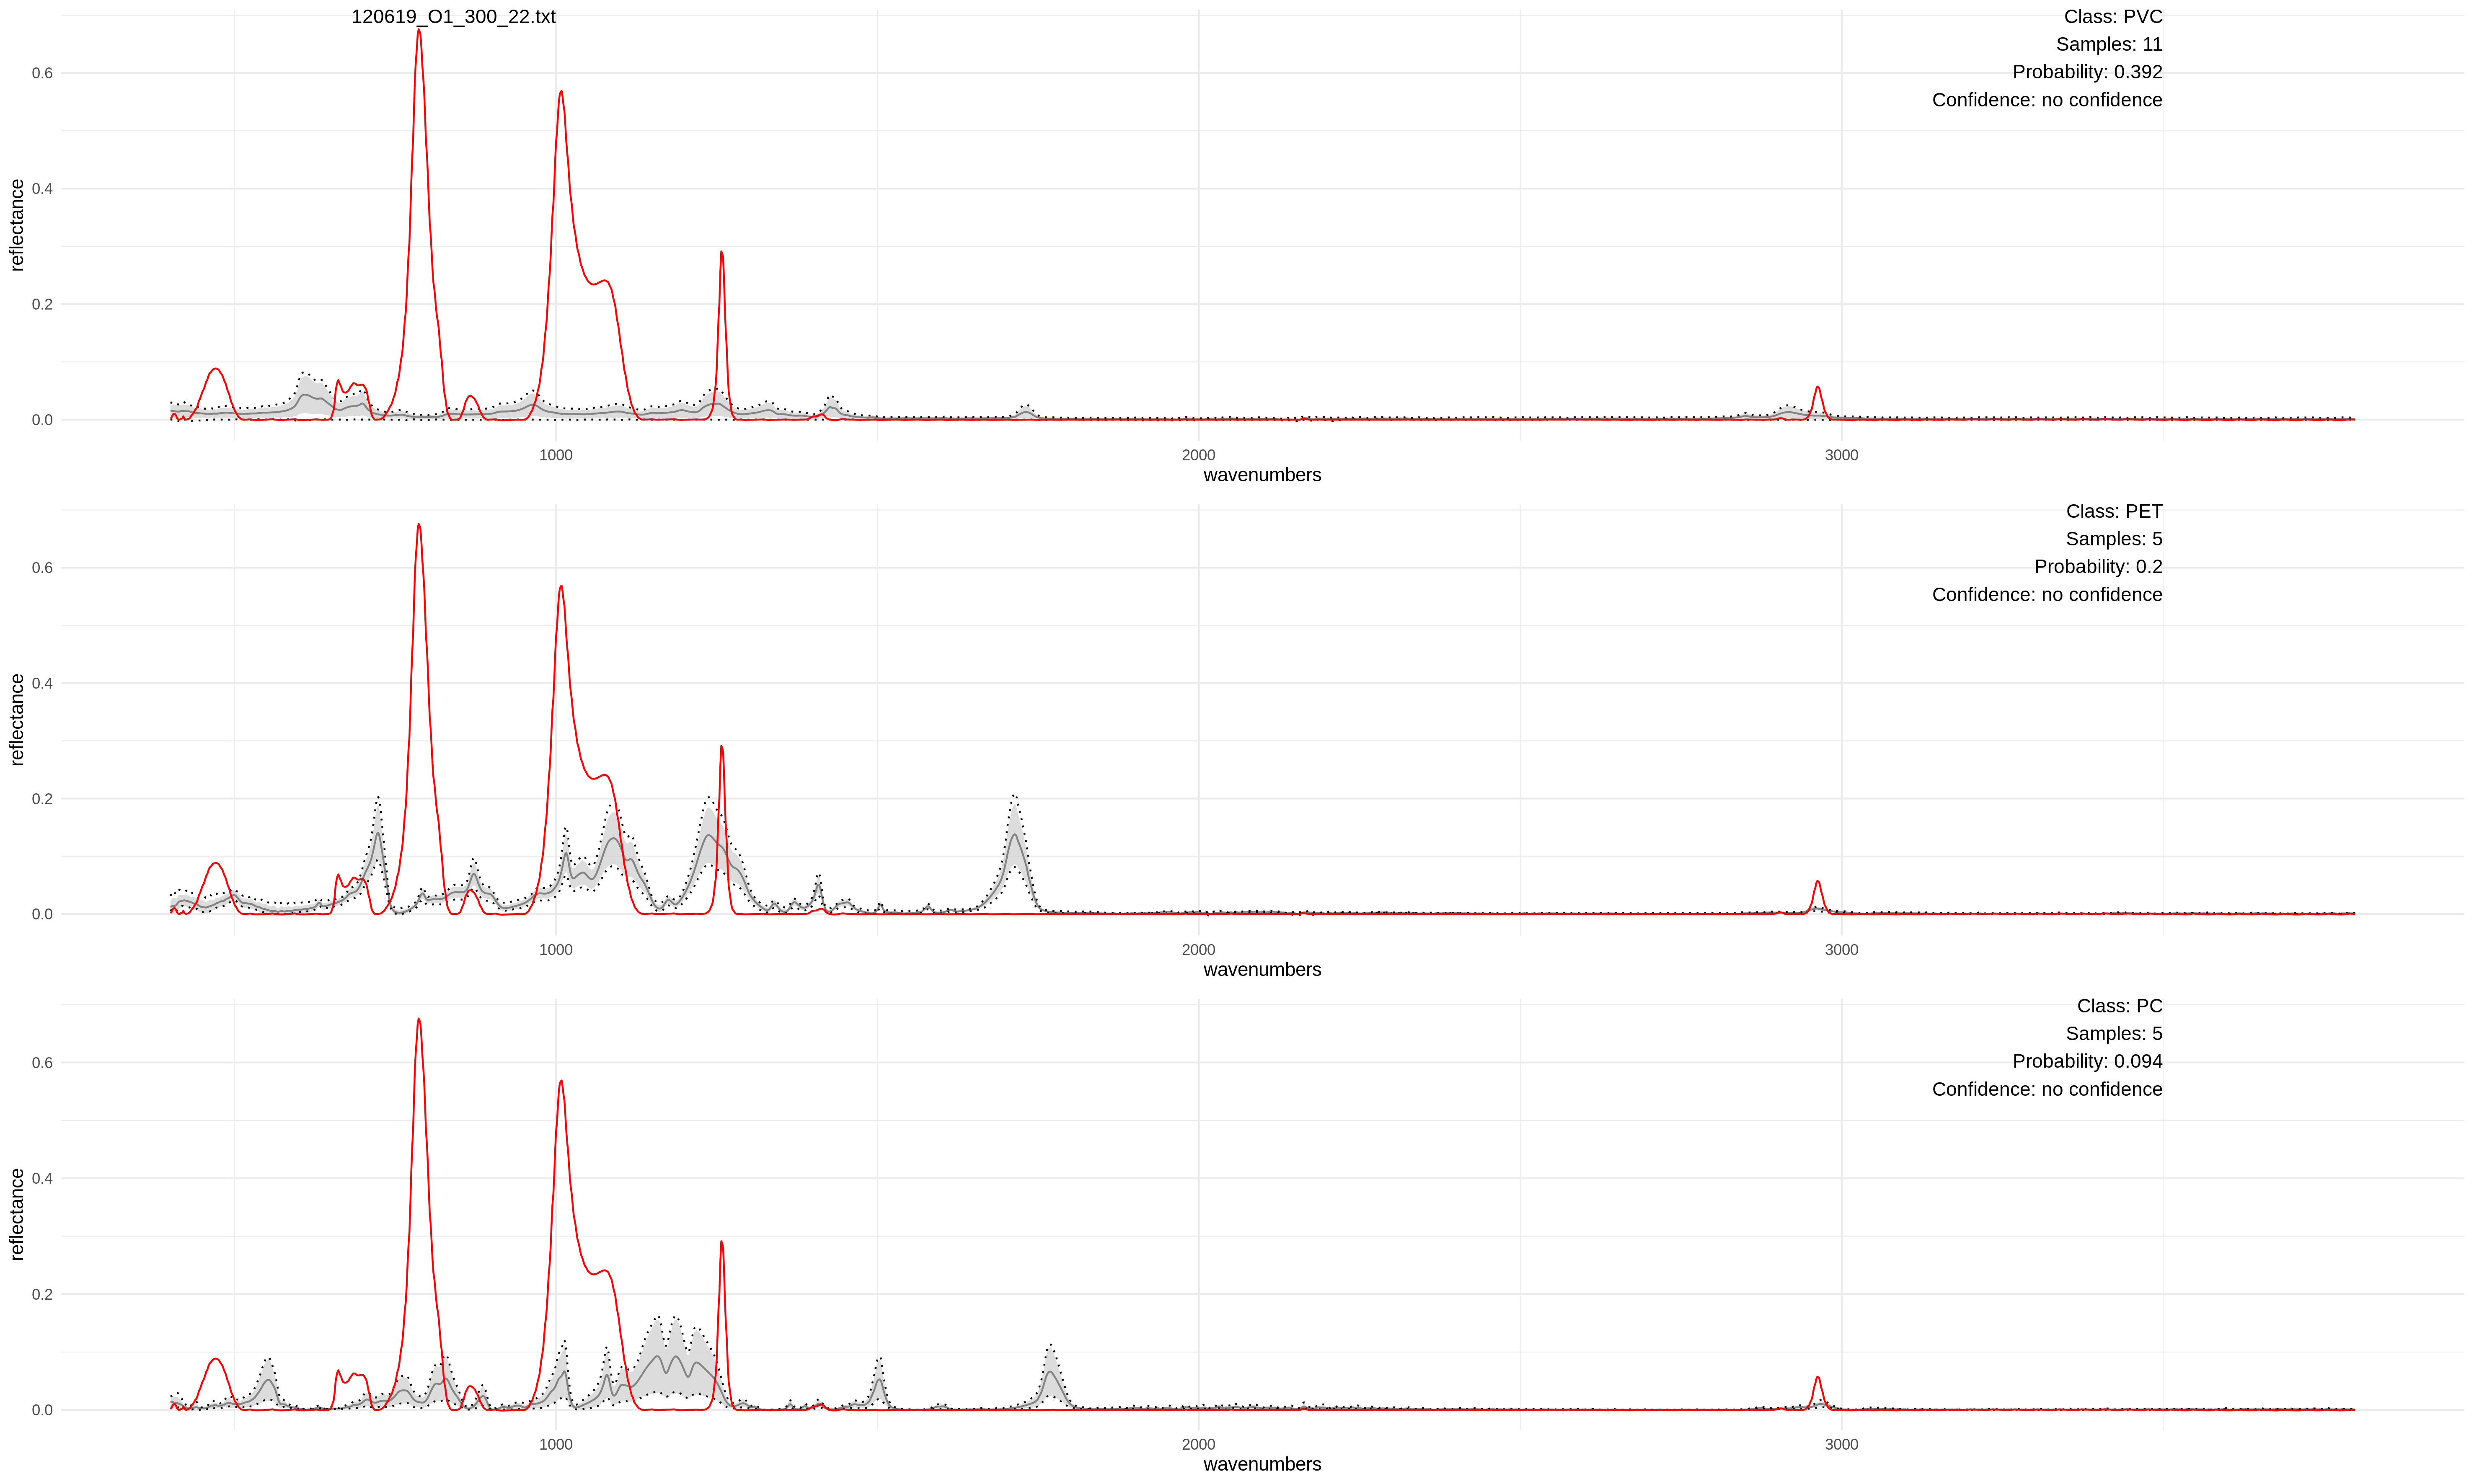 120619_O1_300_22.txt
Class: PVC
Samples: 11
Probability: 0.392
Confidence: no confidence
reflectance
0.6
0.4
0.2
0.0
1000 2000 3000
wavenumbers
Class: PET
Samples: 5
Probability: 0.2
Confidence: no confidence
reflectance
0.6
0.4
0.2
0.0
1000 2000 3000
wavenumbers
Class: PC
Samples: 5
Probability: 0.094
Confidence: no confidence
reflectance
0.6
0.4
0.2
0.0
1000 2000 3000
wavenumbers